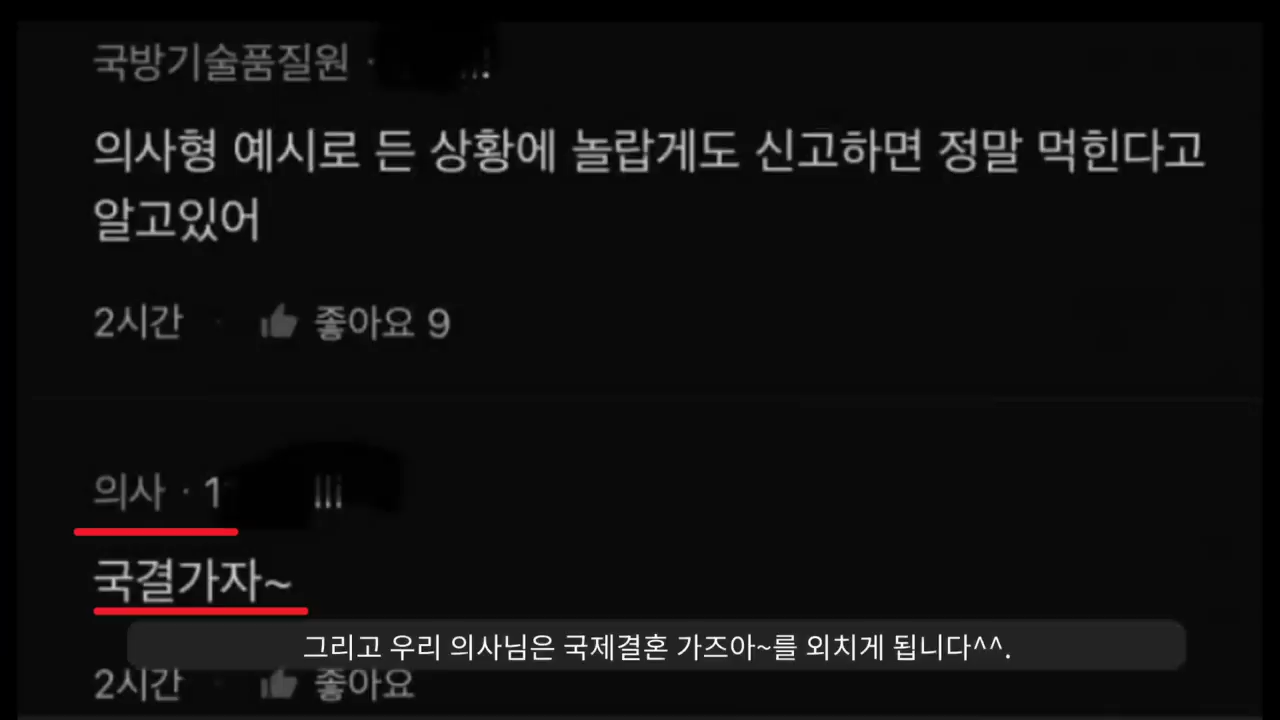 국방기술품질원 ·
의사형 예시로 든 상황에 놀랍게도 신고하면 정말 먹힌다고
알고있어
2시간 · 좋아요 9
의사 · 1 lli
국결가자~
그리고 우리 의사님은 국제결혼 가즈아~를 외치게 됩니다^^.
2시간 · 좋아요